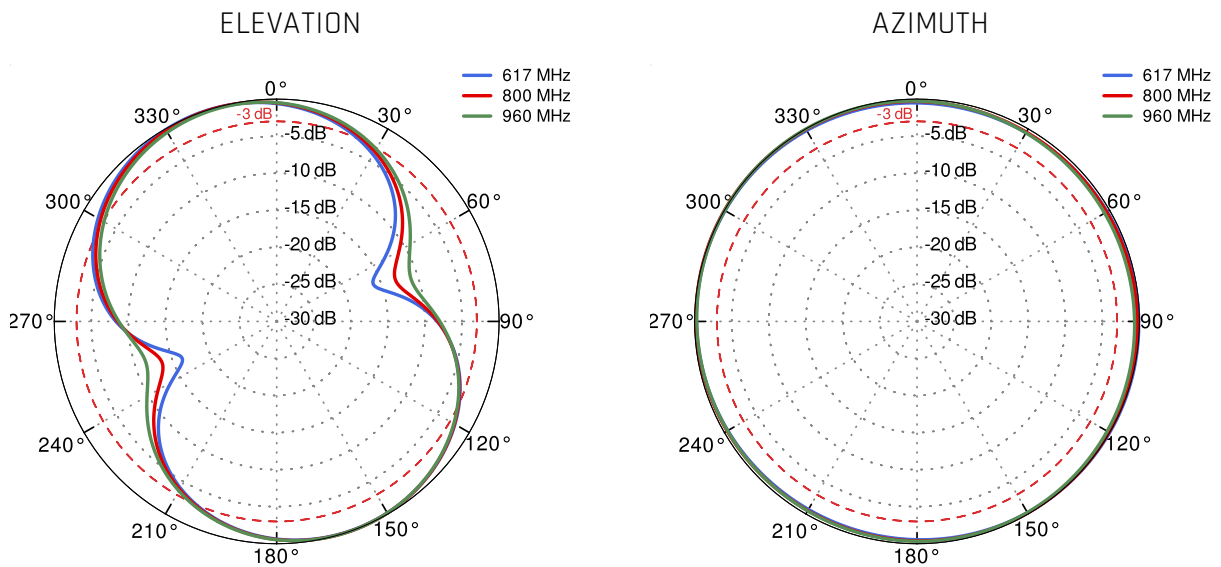 ELEVATION
617 MHz
800 MHz
960 MHz
0°
30°
60°
90°
120°
150°
180°
210°
240°
270°
300°
330°
-3 dB
-5 dB
-10 dB
-15 dB
-20 dB
-25 dB
-30 dB
AZIMUTH
617 MHz
800 MHz
960 MHz
0°
30°
60°
90°
120°
150°
180°
210°
240°
270°
300°
330°
-3 dB
-5 dB
-10 dB
-15 dB
-20 dB
-25 dB
-30 dB